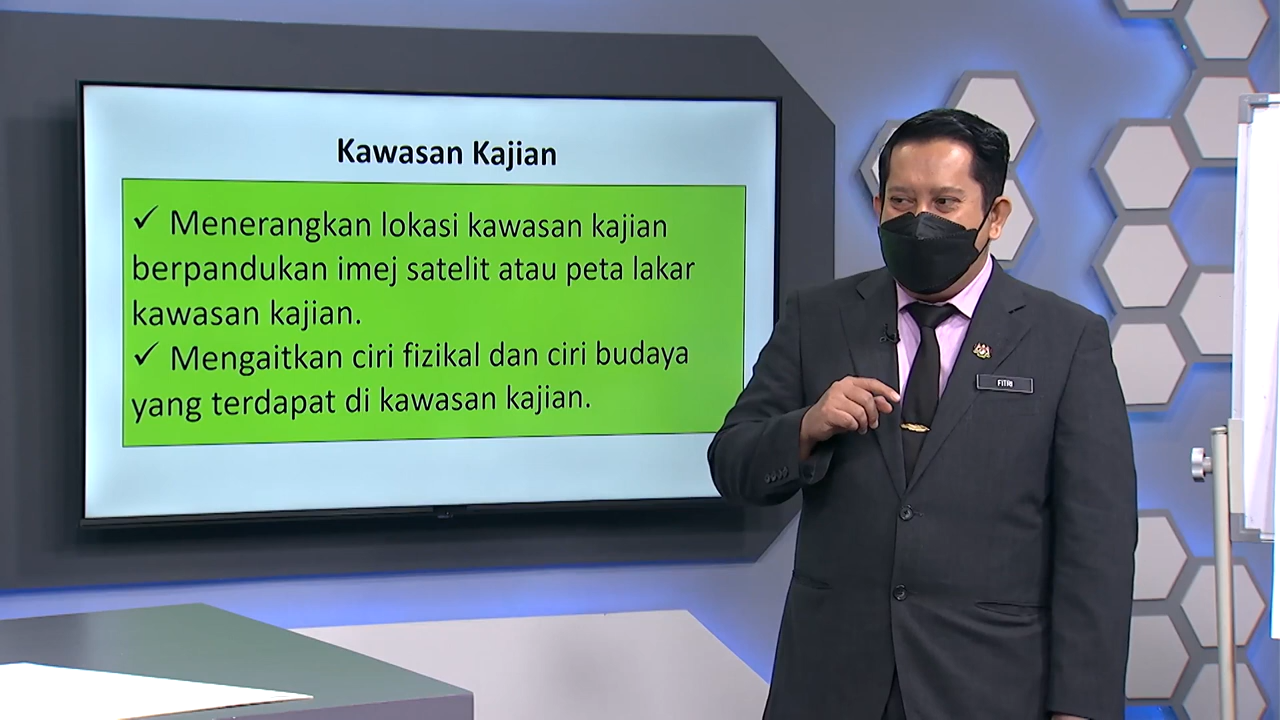 Kawasan Kajian
✓ Menerangkan lokasi kawasan kajian
berpandukan imej satelit atau peta lakar
kawasan kajian.
✓ Mengaitkan ciri fizikal dan ciri budaya
yang terdapat di kawasan kajian.
FITRI